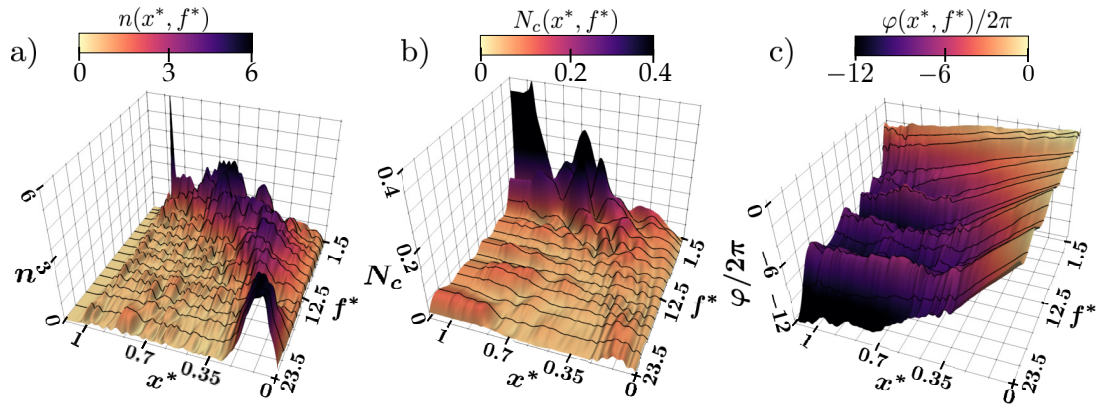 a)
n(x*, f*)
0 3 6
6
3
0
n
1 0.7 0.35 0
x*
1.5
12.5
23.5
f*
b)
N_c(x*, f*)
0 0.2 0.4
0.4
0.2
0
N_c
1 0.7 0.35 0
x*
1.5
12.5
23.5
f*
c)
φ(x*, f*)/2π
−12 −6 0
0
−6
−12
φ/2π
1 0.7 0.35 0
x*
1.5
12.5
23.5
f*